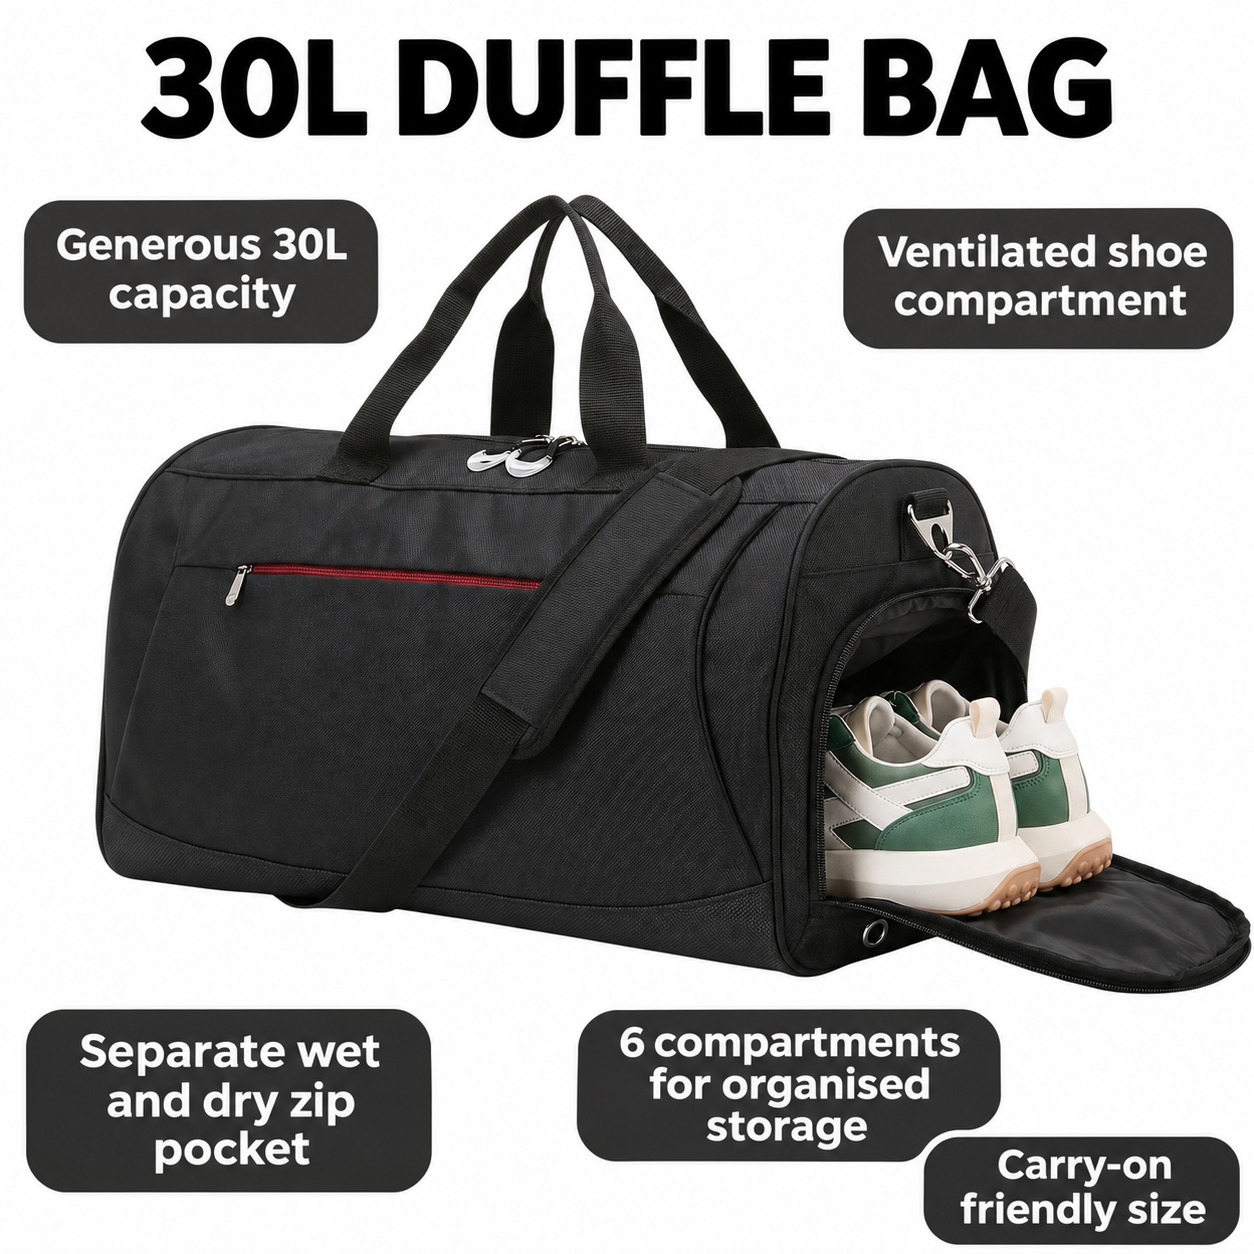 30L DUFFLE BAG
Generous 30L
capacity
Ventilated shoe
compartment
Separate wet
and dry zip
pocket
6 compartments
for organised
storage
Carry-on
friendly size